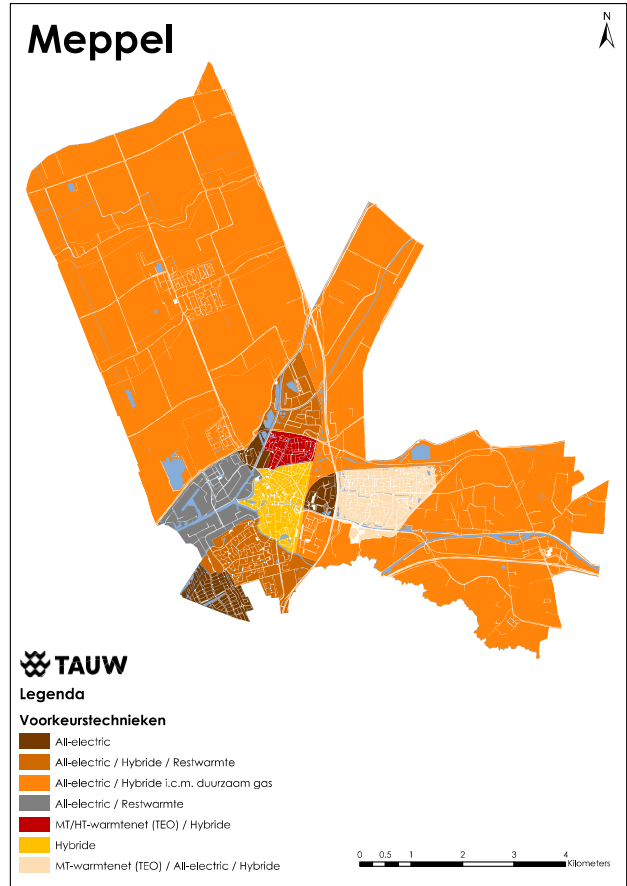 Meppel
N
TAUW
Legenda
Voorkeurstechnieken
All-electric
All-electric / Hybride / Restwarmte
All-electric / Hybride i.c.m. duurzaam gas
All-electric / Restwarmte
MT/HT-warmtenet (TEO) / Hybride
Hybride
MT-warmtenet (TEO) / All-electric / Hybride
0 0.5 1 2 3 4
Kilometers